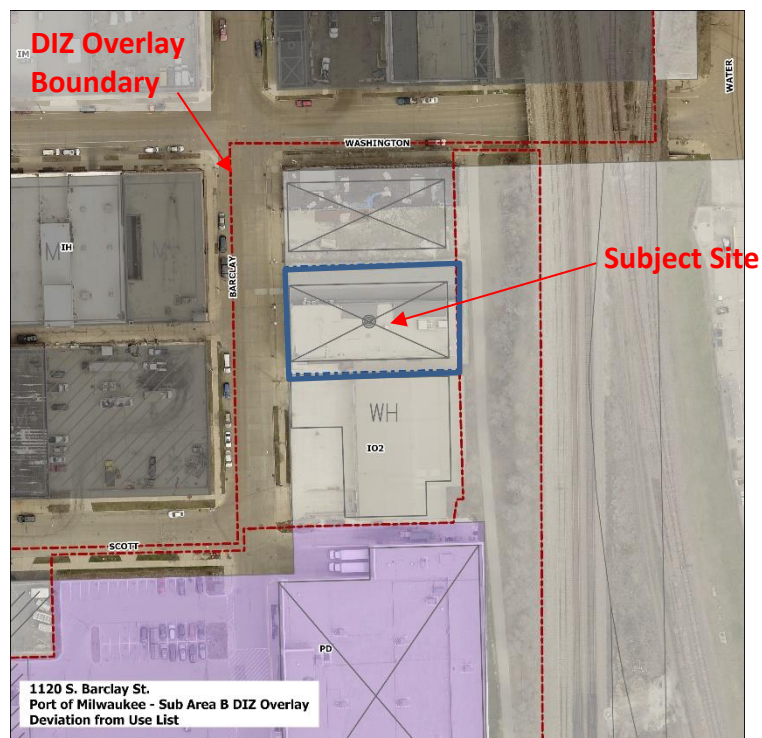 DIZ Overlay
Boundary
IM
WATER
WASHINGTON
M
IH
BARCLAY
Subject Site
WH
IO2
SCOTT
PD
1120 S. Barclay St.
Port of Milwaukee - Sub Area B DIZ Overlay
Deviation from Use List